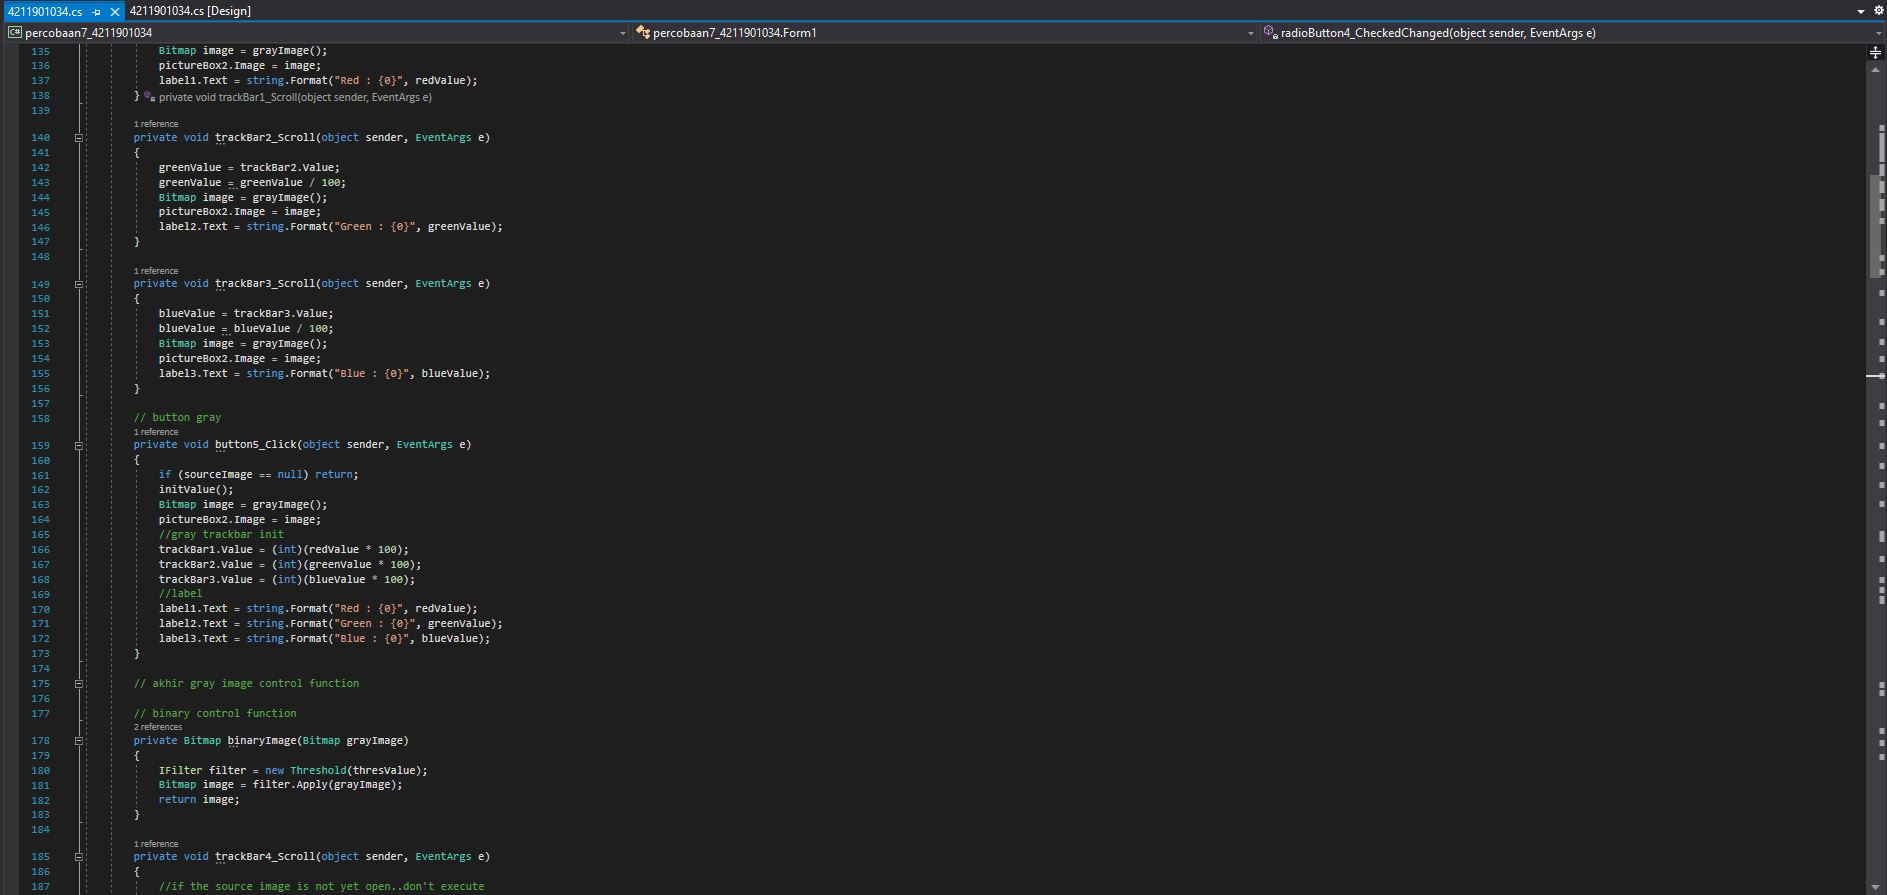 4211901034.cs 4211901034.cs [Design]
C# percobaan7_4211901034 percobaan7_4211901034.Form1 radioButton4_CheckedChanged(object sender, EventArgs e)
135 Bitmap image = grayImage();
136 pictureBox2.Image = image;
137 label1.Text = string.Format("Red : {0}", redValue);
138 } private void trackBar1_Scroll(object sender, EventArgs e)
139
1 reference
140 private void trackBar2_Scroll(object sender, EventArgs e)
141 {
142 greenValue = trackBar2.Value;
143 greenValue = greenValue / 100;
144 Bitmap image = grayImage();
145 pictureBox2.Image = image;
146 label2.Text = string.Format("Green : {0}", greenValue);
147 }
148
1 reference
149 private void trackBar3_Scroll(object sender, EventArgs e)
150 {
151 blueValue = trackBar3.Value;
152 blueValue = blueValue / 100;
153 Bitmap image = grayImage();
154 pictureBox2.Image = image;
155 label3.Text = string.Format("Blue : {0}", blueValue);
156 }
157
158 // button gray
1 reference
159 private void button5_Click(object sender, EventArgs e)
160 {
161 if (sourceImage == null) return;
162 initValue();
163 Bitmap image = grayImage();
164 pictureBox2.Image = image;
165 //gray trackbar init
166 trackBar1.Value = (int)(redValue * 100);
167 trackBar2.Value = (int)(greenValue * 100);
168 trackBar3.Value = (int)(blueValue * 100);
169 //label
170 label1.Text = string.Format("Red : {0}", redValue);
171 label2.Text = string.Format("Green : {0}", greenValue);
172 label3.Text = string.Format("Blue : {0}", blueValue);
173 }
174
175 // akhir gray image control function
176
177 // binary control function
2 references
178 private Bitmap binaryImage(Bitmap grayImage)
179 {
180 IFilter filter = new Threshold(thresValue);
181 Bitmap image = filter.Apply(grayImage);
182 return image;
183 }
184
1 reference
185 private void trackBar4_Scroll(object sender, EventArgs e)
186 {
187 //if the source image is not yet open..don't execute